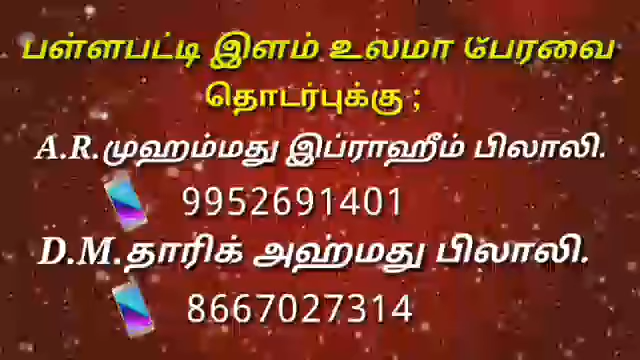 பள்ளபட்டி இளம் உலமா பேரவை
தொடர்புக்கு ;
A.R.முஹம்மது இப்ராஹீம் பிலாலி.
9952691401
D.M.தாரிக் அஹ்மது பிலாலி.
8667027314